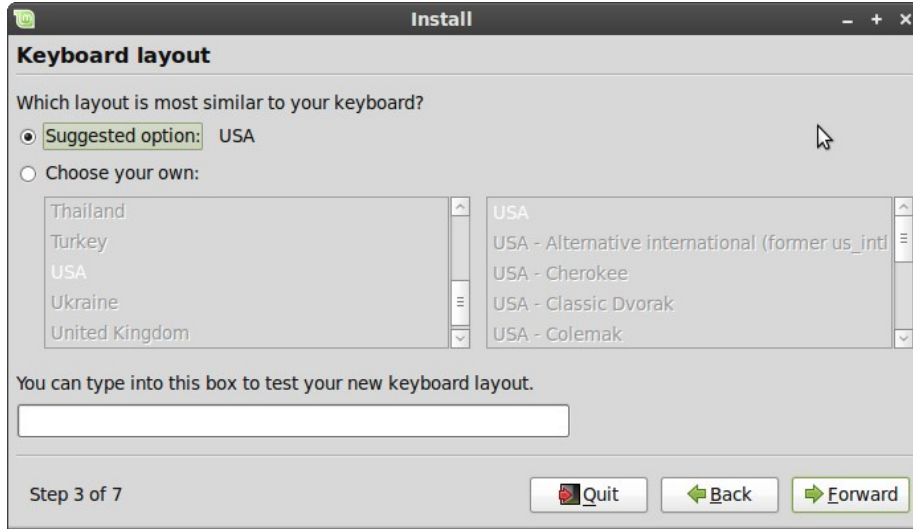 Install
Keyboard layout
Which layout is most similar to your keyboard?
Suggested option: USA
Choose your own:
Thailand
Turkey
USA
Ukraine
United Kingdom
USA
USA - Alternative international (former us_intl
USA - Cherokee
USA - Classic Dvorak
USA - Colemak
You can type into this box to test your new keyboard layout.
Step 3 of 7
Quit
Back
Forward